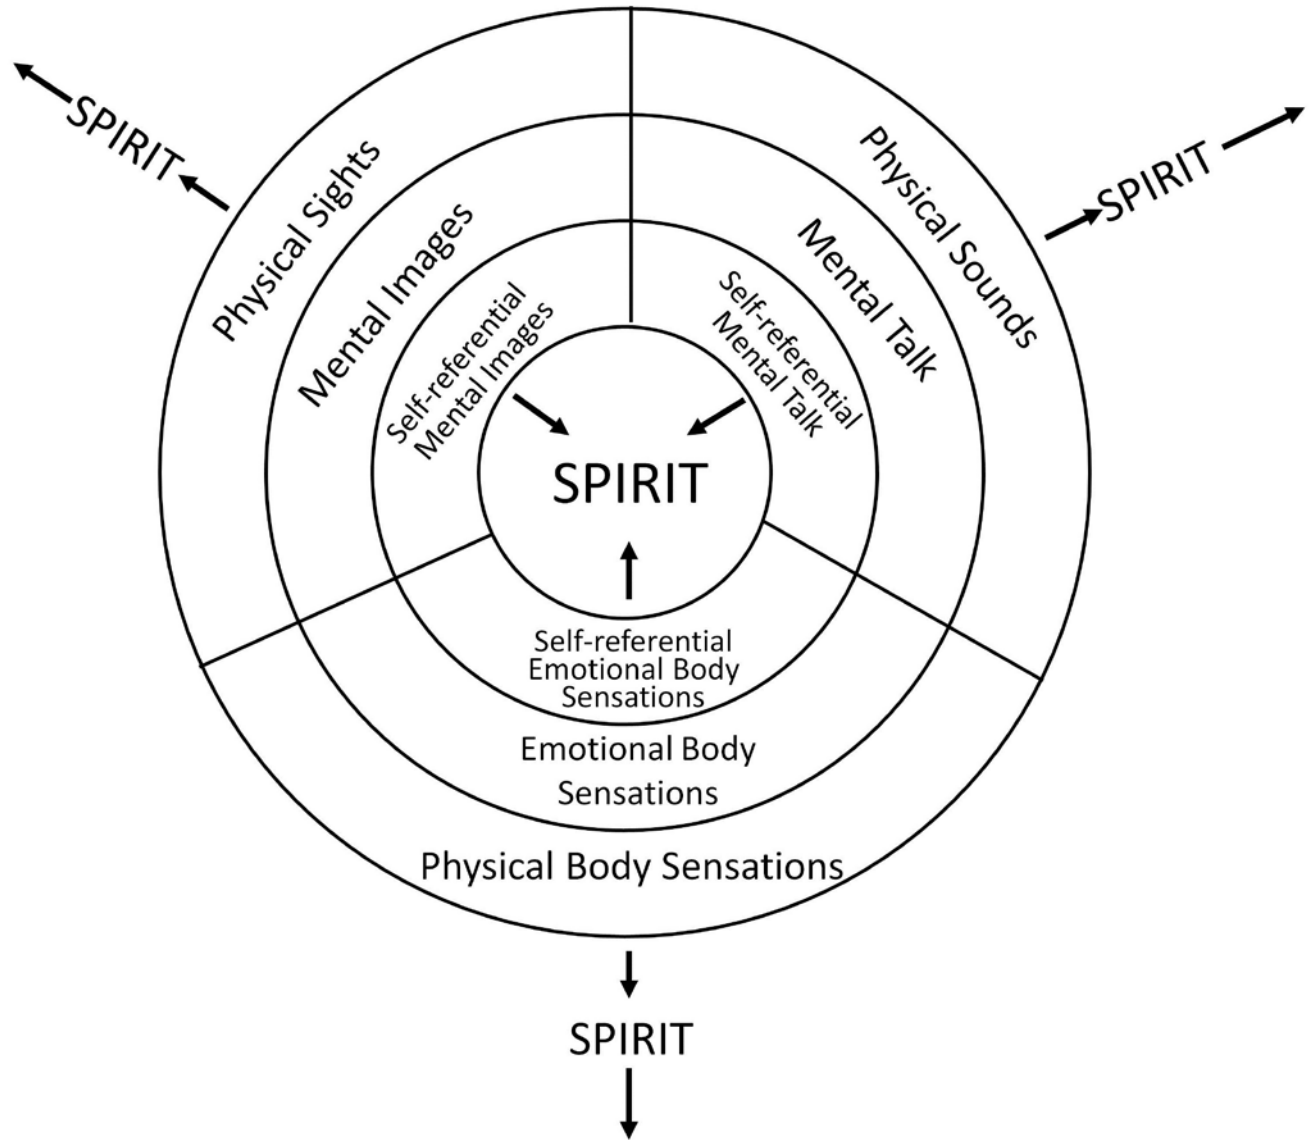 SPIRIT
Physical Sights
Mental Images
Self-referential
Mental Images
SPIRIT
Physical Sounds
Mental Talk
Self-referential
Mental Talk
SPIRIT
Self-referential
Emotional Body
Sensations
Emotional Body
Sensations
Physical Body Sensations
SPIRIT